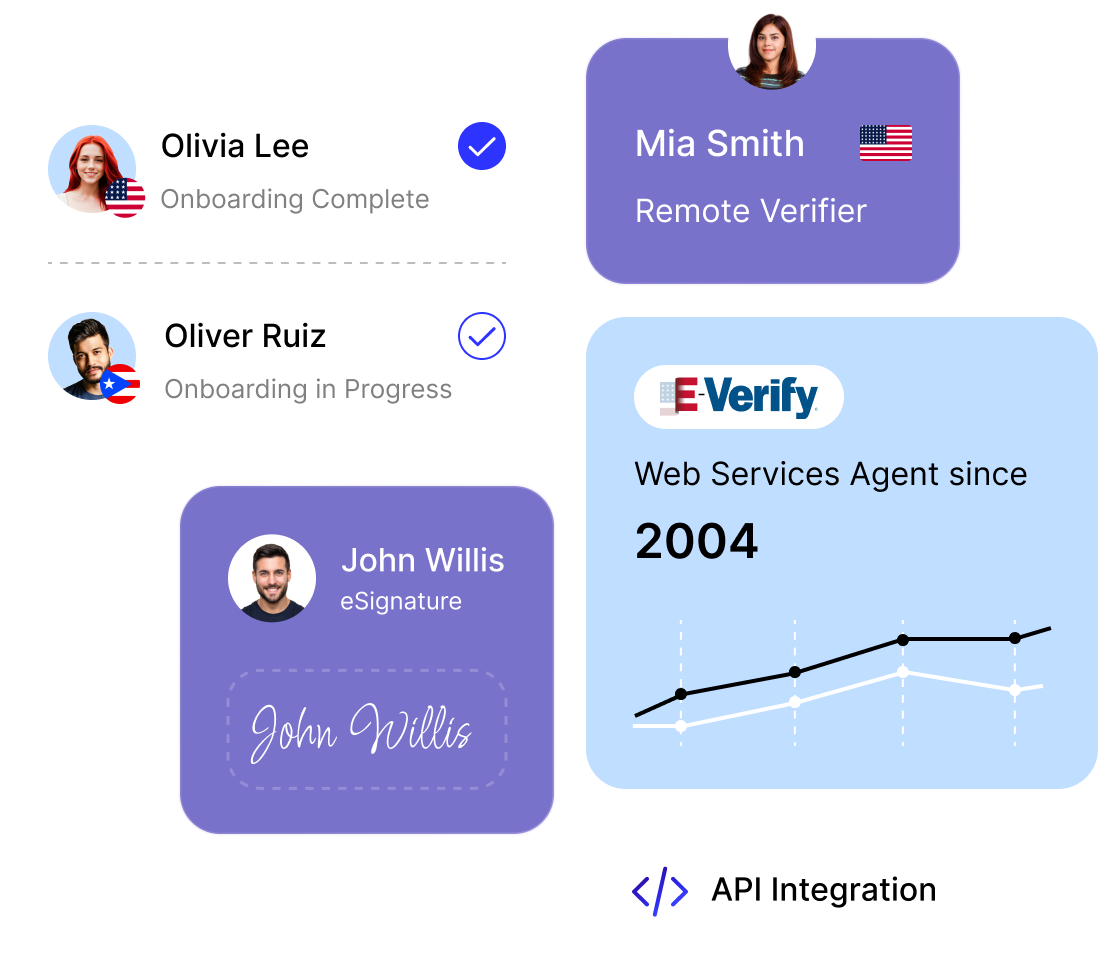 Olivia Lee
Onboarding Complete
Oliver Ruiz
Onboarding in Progress
John Willis
eSignature
John Willis
Mia Smith
Remote Verifier
E-Verify
Web Services Agent since
2004
</> API Integration